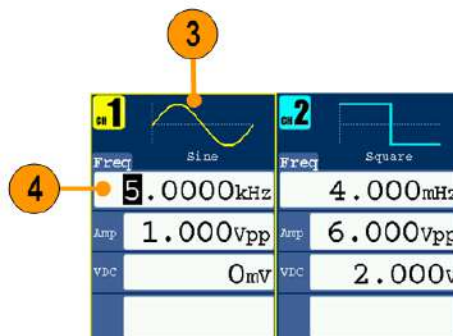 3
CH 1
CH 2
Sine
Square
Freq
Freq
4
5.0000kHz
4.000mHz
Amp 1.000Vpp
Amp 6.000Vpp
VDC 0mV
VDC 2.000